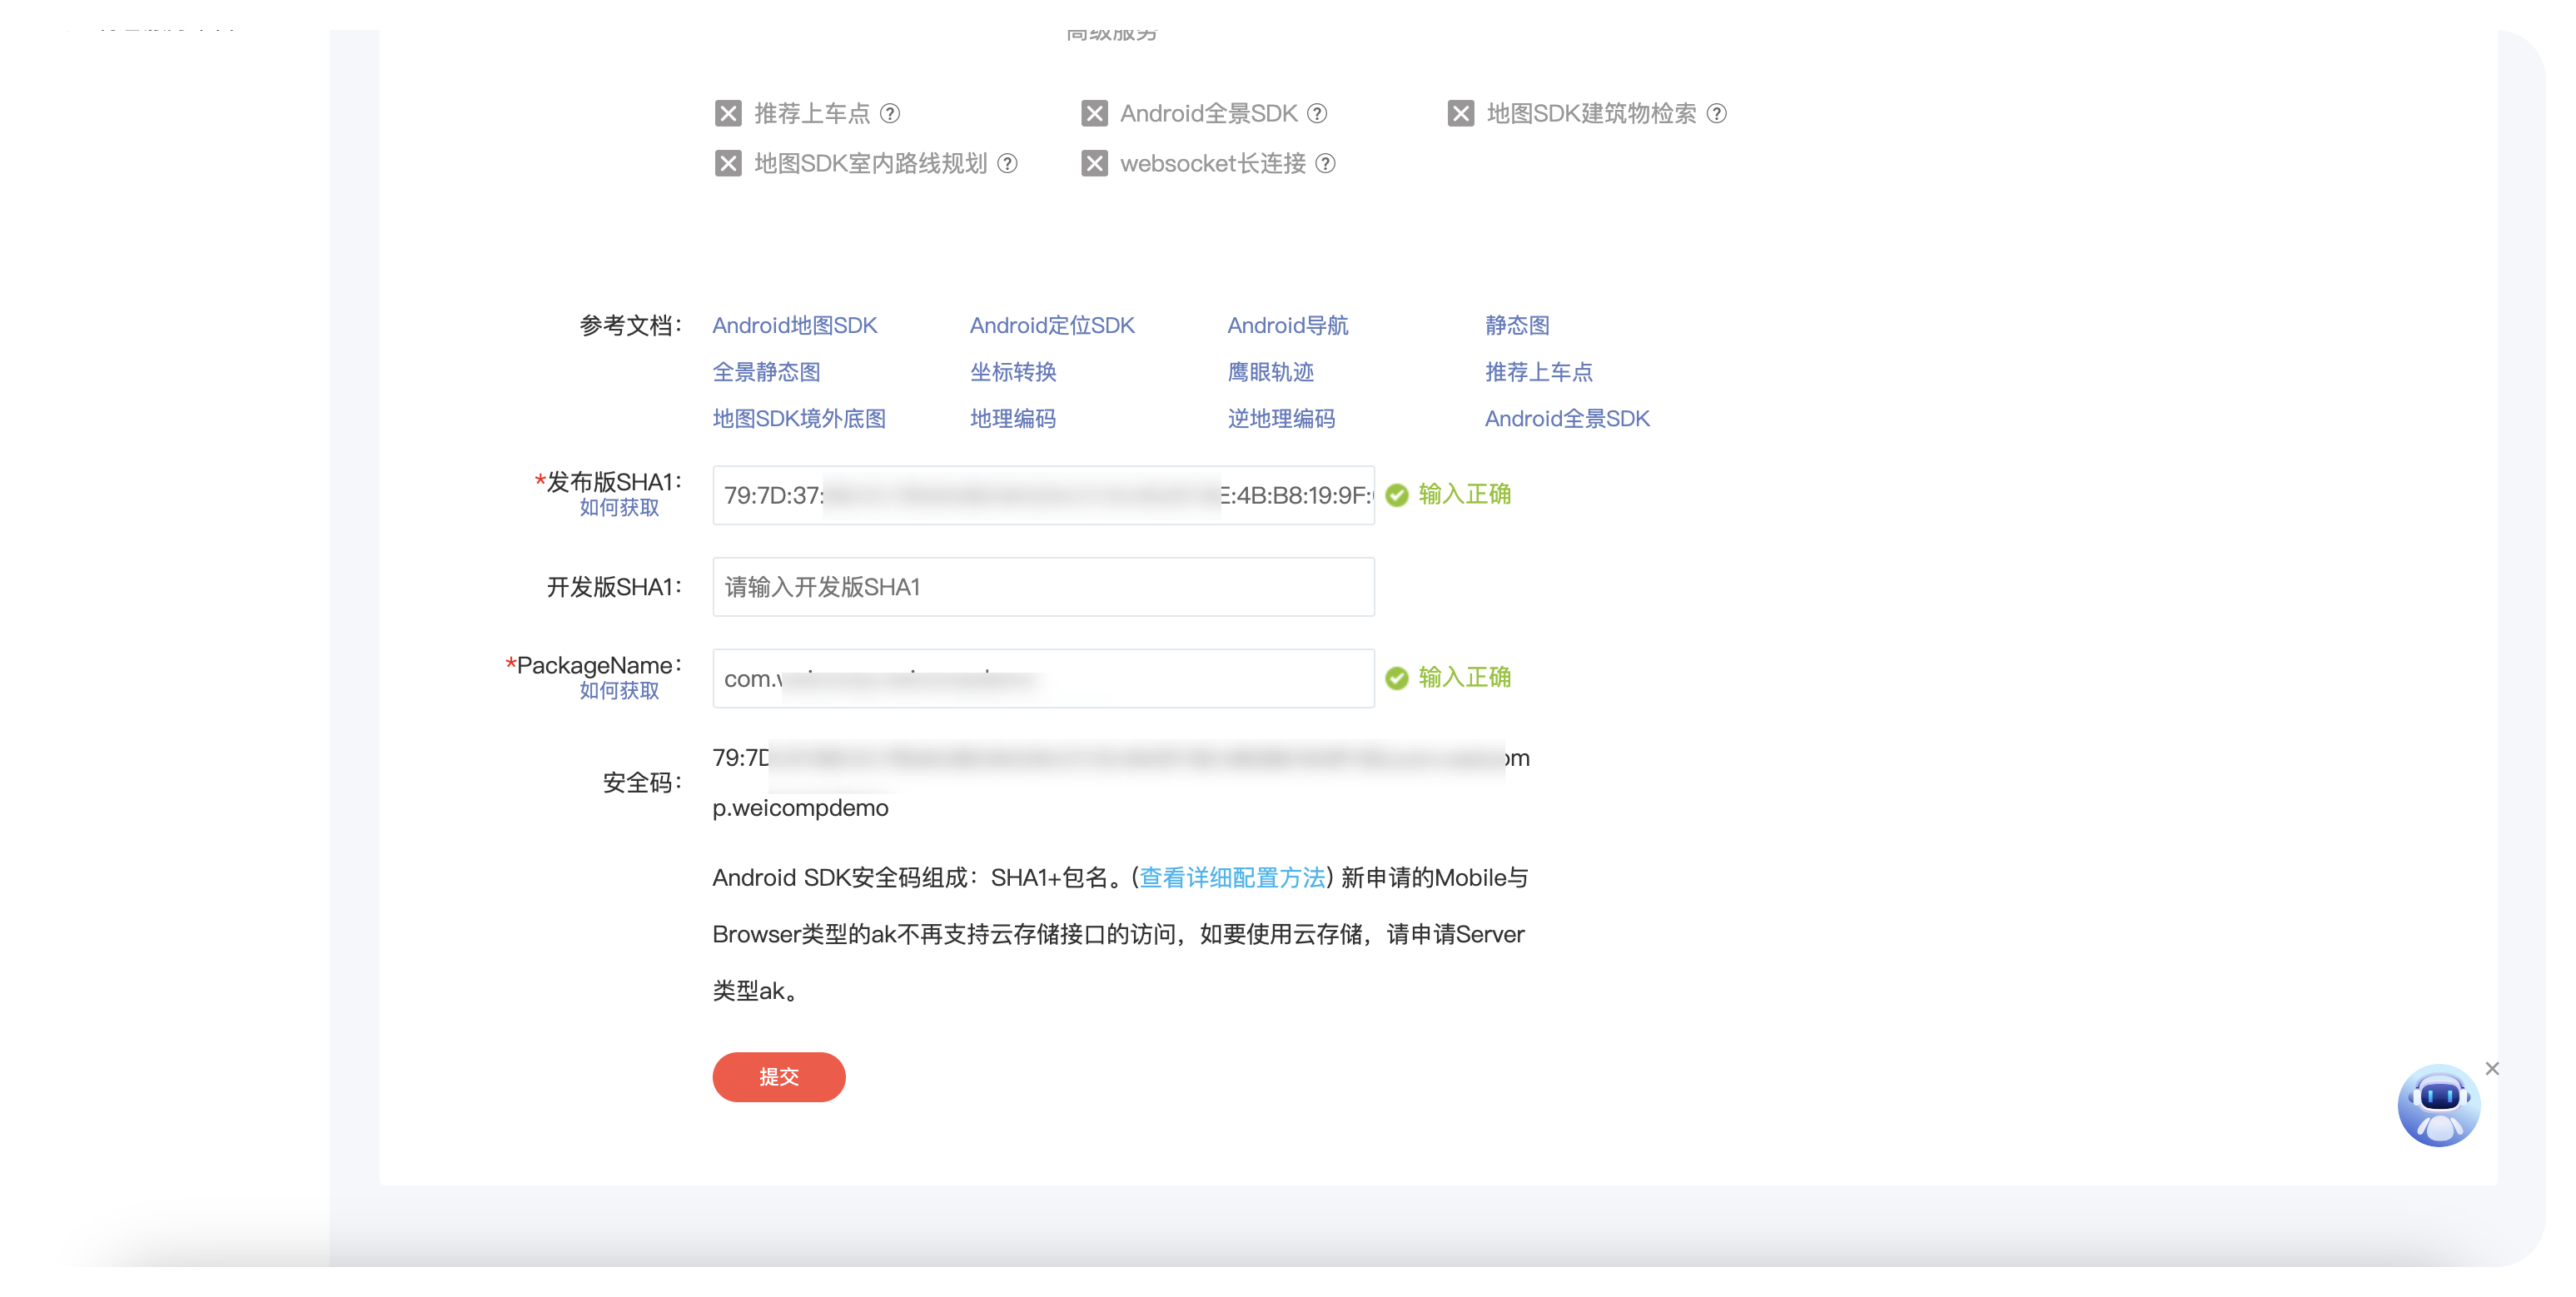 高级服务
推荐上车点 ?
Android全景SDK ?
地图SDK建筑物检索 ?
地图SDK室内路线规划 ?
websocket长连接 ?
参考文档：
Android地图SDK
Android定位SDK
Android导航
静态图
全景静态图
坐标转换
鹰眼轨迹
推荐上车点
地图SDK境外底图
地理编码
逆地理编码
Android全景SDK
*发布版SHA1：
如何获取
79:7D:37: E:4B:B8:19:9F:
输入正确
开发版SHA1：
请输入开发版SHA1
*PackageName：
如何获取
com.
输入正确
安全码：
79:7D om
p.weicompdemo
Android SDK安全码组成：SHA1+包名。(查看详细配置方法) 新申请的Mobile与
Browser类型的ak不再支持云存储接口的访问，如要使用云存储，请申请Server
类型ak。
提交